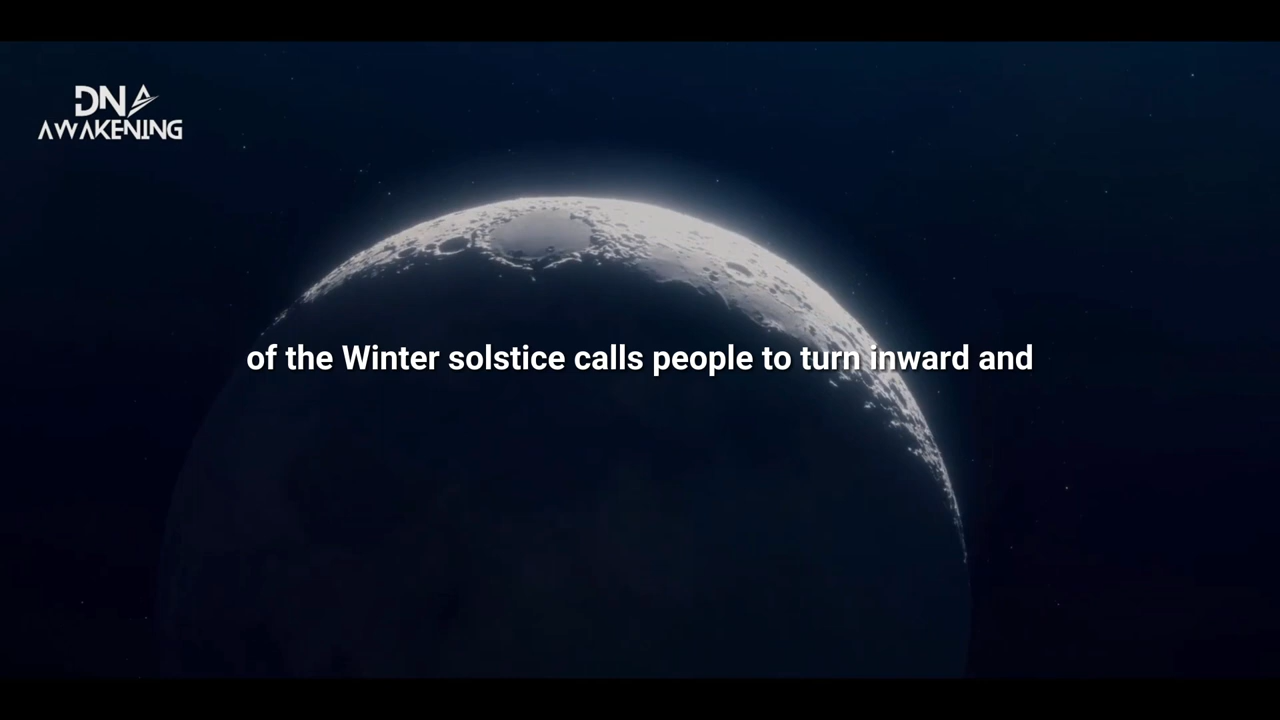 DNA
AWAKENING
of the Winter solstice calls people to turn inward and